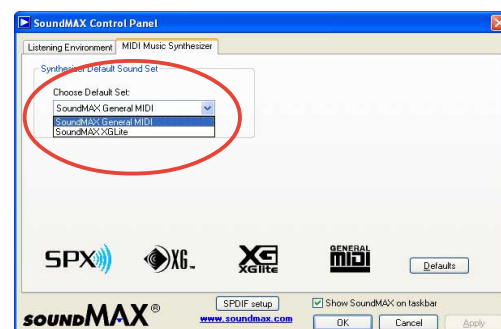 SoundMAX Control Panel
Listening Environment MIDI Music Synthesizer
Synthesizer Default Sound Set
Choose Default Set:
SoundMAX General MIDI
SoundMAX General MIDI
SoundMAX XGLite
SPX XG XG GENERAL
XGlite MIDI
Defaults
SPDIF setup Show SoundMAX on taskbar
SOUNDMAX® www.soundmax.com OK Cancel Apply